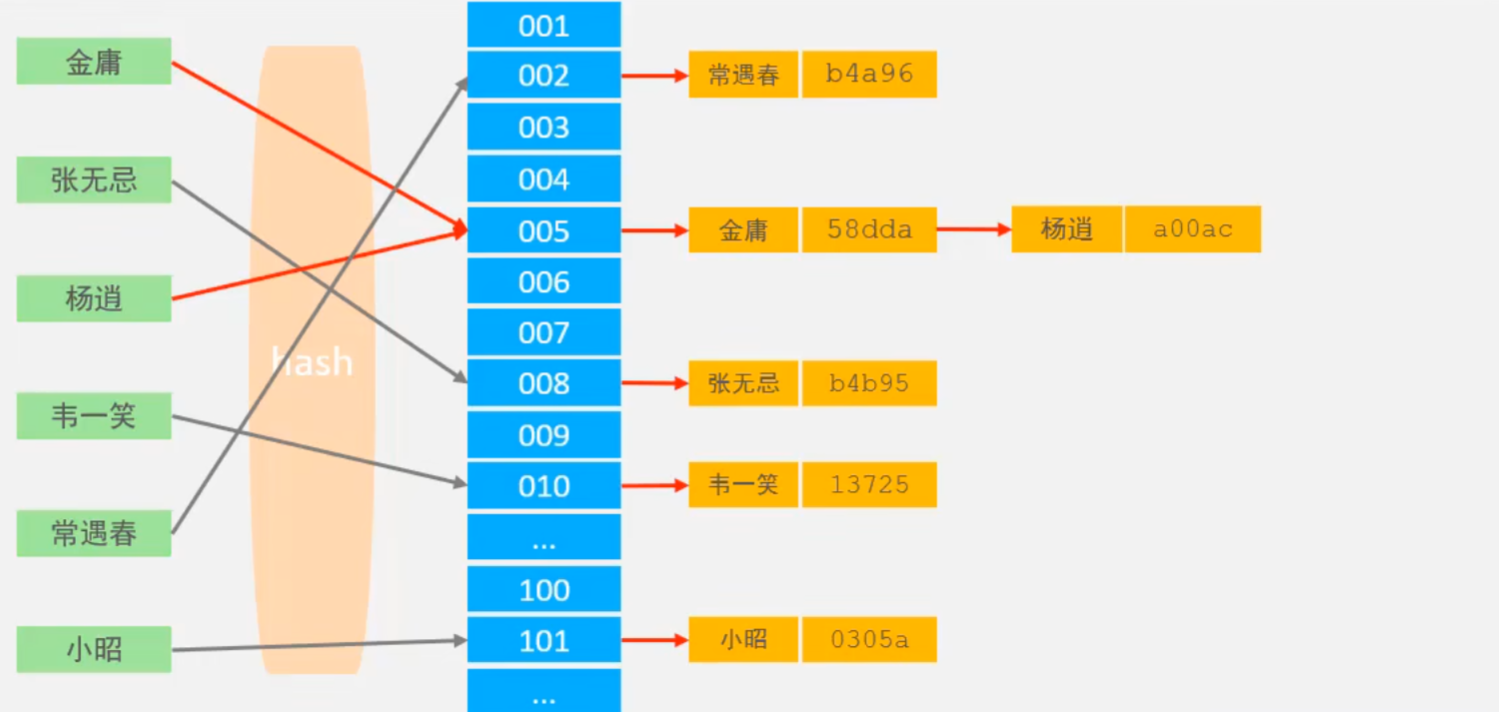 金庸
张无忌
杨逍
韦一笑
常遇春
小昭
hash
001
002
003
004
005
006
007
008
009
010
...
100
101
...
常遇春 b4a96
金庸 58dda 杨逍 a00ac
张无忌 b4b95
韦一笑 13725
小昭 0305a